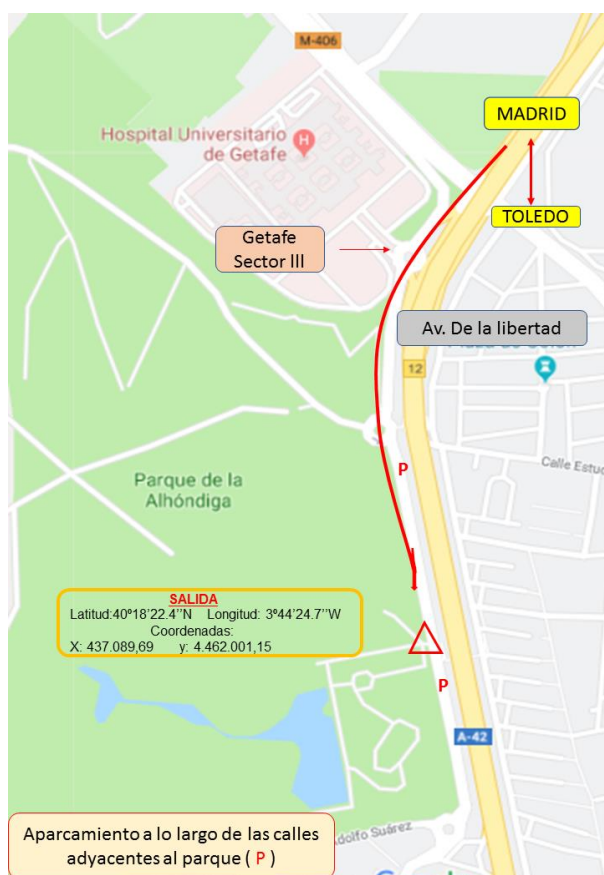 M-406
MADRID
Hospital Universitario
de Getafe
H
TOLEDO
Getafe
Sector III
Av. De la libertad
12
P
Calle Estud
Parque de la
Alhóndiga
SALIDA
Latitud:40º18’22.4’’N Longitud: 3º44’24.7’’W
Coordenadas:
X: 437.089,69 y: 4.462.001,15
P
A-42
Aparcamiento a lo largo de las calles
adyacentes al parque ( P )
Adolfo Suárez